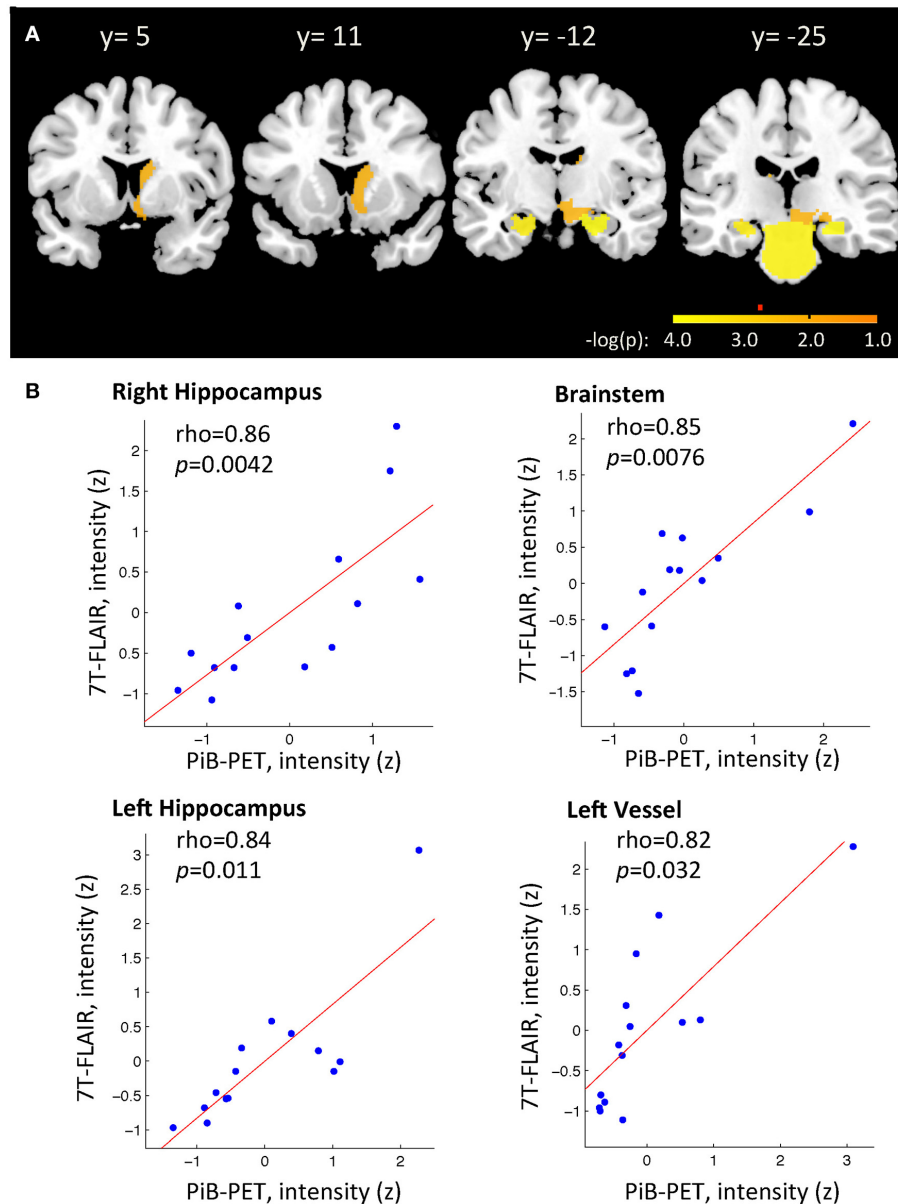 A
y= 5 y= 11 y= -12 y= -25
-log(p): 4.0 3.0 2.0 1.0
B
Right Hippocampus
rho=0.86
p=0.0042
7T-FLAIR, intensity (z)
2
1.5
1
0.5
0
0.5
−1
−1 0 1
PiB-PET, intensity (z)
Brainstem
rho=0.85
p=0.0076
7T-FLAIR, intensity (z)
2
1.5
1
0.5
0
−0.5
−1
−1.5
−1 0 1 2
PiB-PET, intensity (z)
Left Hippocampus
rho=0.84
p=0.011
7T-FLAIR, intensity (z)
3
2.5
2
1.5
1
0.5
0
−0.5
−1
−1 0 1 2
PiB-PET, intensity (z)
Left Vessel
rho=0.82
p=0.032
7T-FLAIR, intensity (z)
2
1.5
1
0.5
0
−0.5
−1
0 1 2 3
PiB-PET, intensity (z)